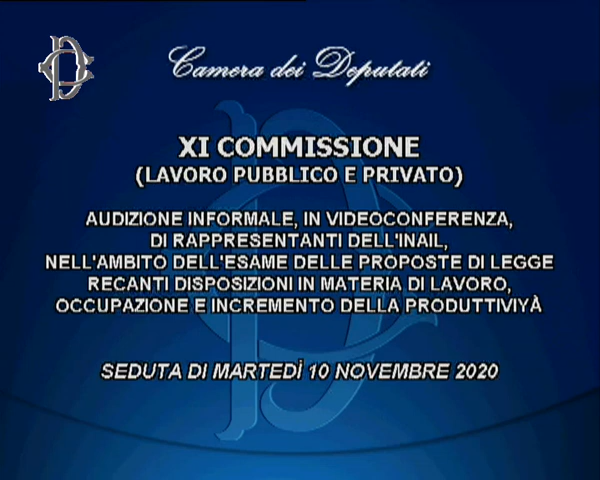 Camera dei Deputati
XI COMMISSIONE
(LAVORO PUBBLICO E PRIVATO)
AUDIZIONE INFORMALE, IN VIDEOCONFERENZA,
DI RAPPRESENTANTI DELL'INAIL,
NELL'AMBITO DELL'ESAME DELLE PROPOSTE DI LEGGE
RECANTI DISPOSIZIONI IN MATERIA DI LAVORO,
OCCUPAZIONE E INCREMENTO DELLA PRODUTTIVIYÀ
SEDUTA DI MARTEDÌ 10 NOVEMBRE 2020